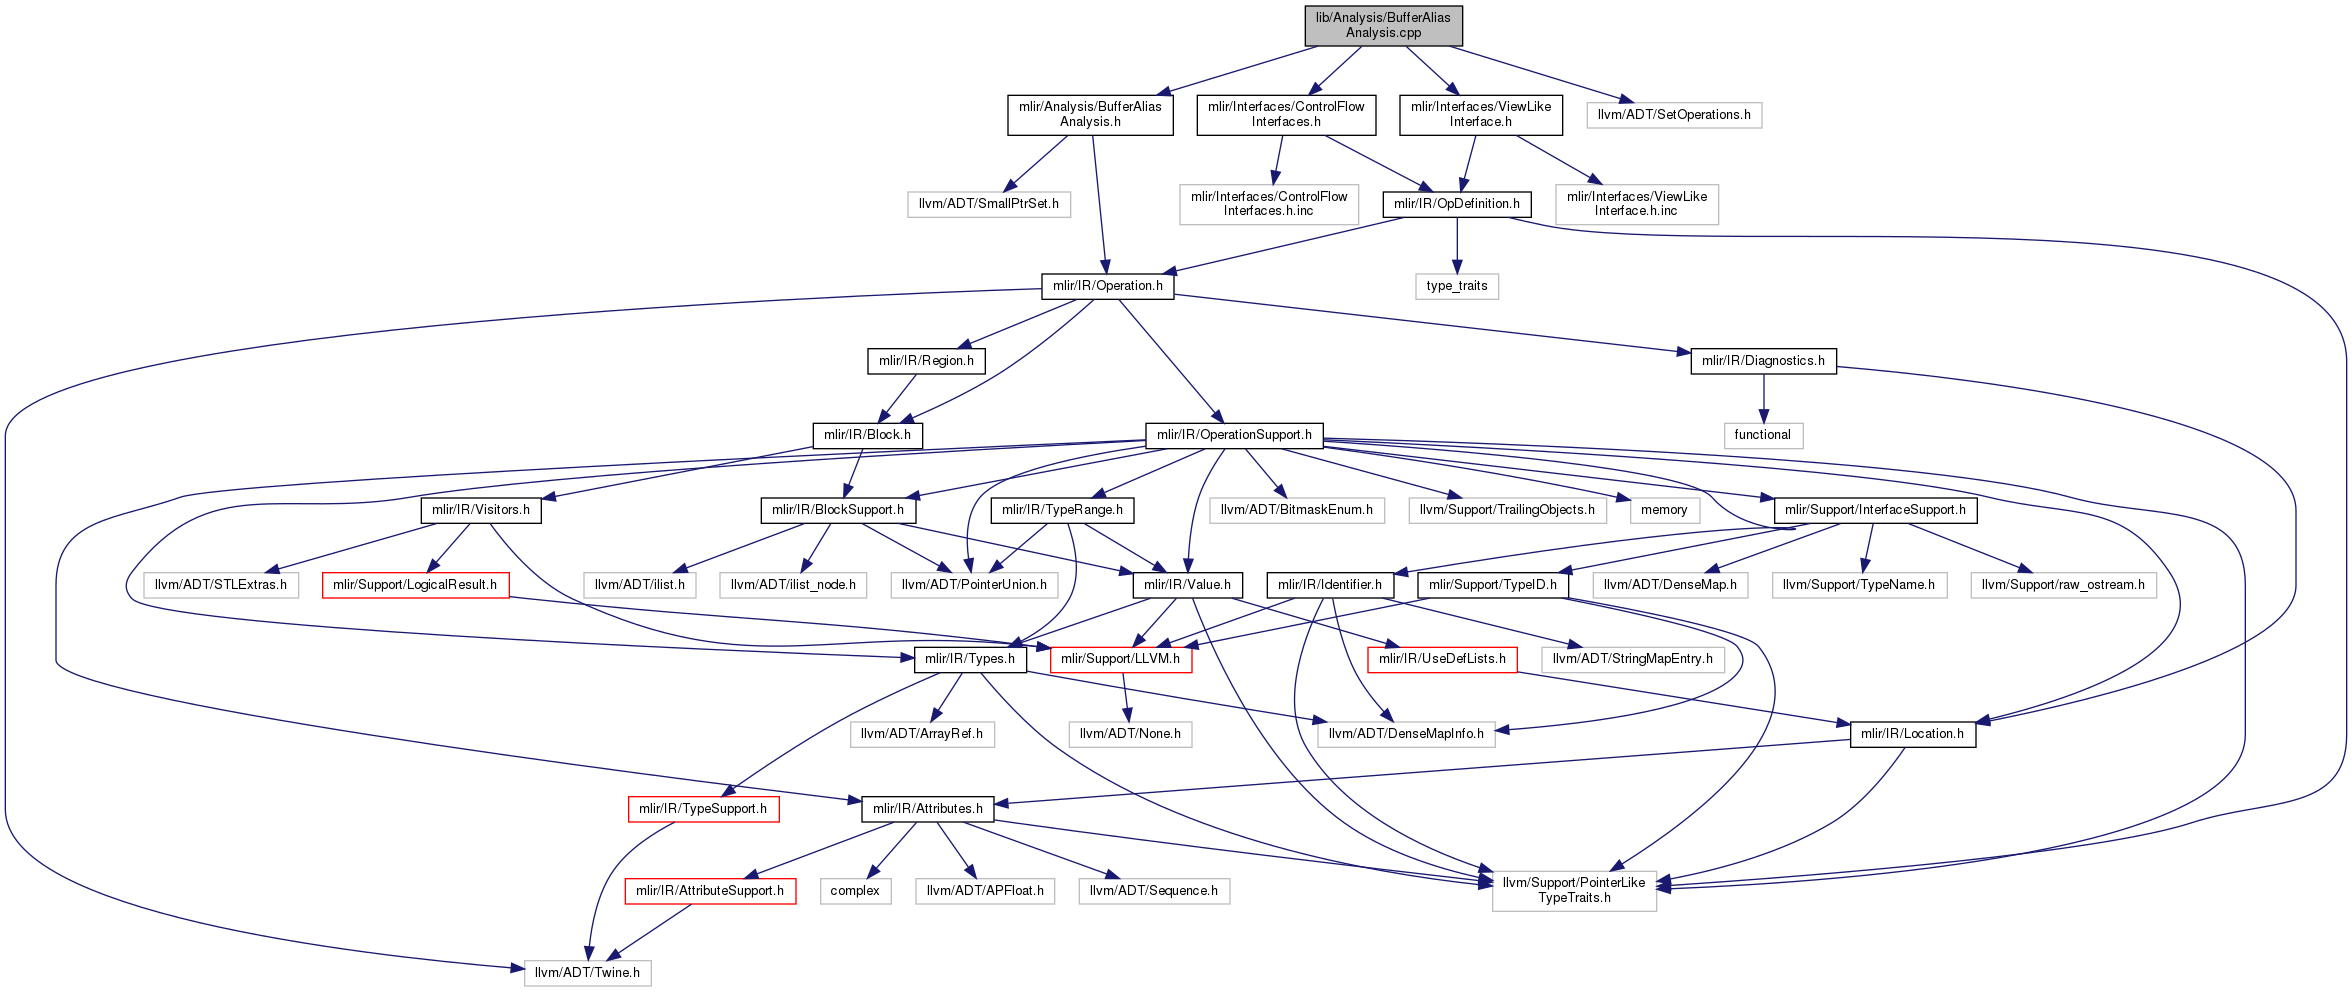 lib/Analysis/BufferAlias
Analysis.cpp
mlir/Analysis/BufferAlias
Analysis.h
mlir/Interfaces/ControlFlow
Interfaces.h
mlir/Interfaces/ViewLike
Interface.h
llvm/ADT/SetOperations.h
llvm/ADT/SmallPtrSet.h
mlir/Interfaces/ControlFlow
Interfaces.h.inc
mlir/IR/OpDefinition.h
mlir/Interfaces/ViewLike
Interface.h.inc
mlir/IR/Operation.h
type_traits
mlir/IR/Region.h
mlir/IR/Diagnostics.h
mlir/IR/Block.h
mlir/IR/OperationSupport.h
functional
mlir/IR/Visitors.h
mlir/IR/BlockSupport.h
mlir/IR/TypeRange.h
llvm/ADT/BitmaskEnum.h
llvm/Support/TrailingObjects.h
memory
mlir/Support/InterfaceSupport.h
llvm/ADT/STLExtras.h
mlir/Support/LogicalResult.h
llvm/ADT/ilist.h
llvm/ADT/ilist_node.h
llvm/ADT/PointerUnion.h
mlir/IR/Value.h
mlir/IR/Identifier.h
mlir/Support/TypeID.h
llvm/ADT/DenseMap.h
llvm/Support/TypeName.h
llvm/Support/raw_ostream.h
mlir/IR/Types.h
mlir/Support/LLVM.h
mlir/IR/UseDefLists.h
llvm/ADT/StringMapEntry.h
llvm/ADT/ArrayRef.h
llvm/ADT/None.h
llvm/ADT/DenseMapInfo.h
mlir/IR/Location.h
mlir/IR/TypeSupport.h
mlir/IR/Attributes.h
mlir/IR/AttributeSupport.h
complex
llvm/ADT/APFloat.h
llvm/ADT/Sequence.h
llvm/Support/PointerLike
TypeTraits.h
llvm/ADT/Twine.h